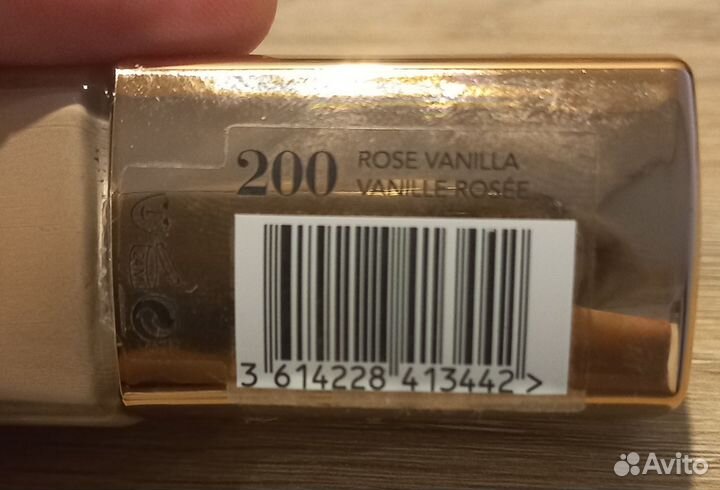 200 ROSE VANILLA
VANILLE-ROSÉE
3 614228 413442 >
Avito